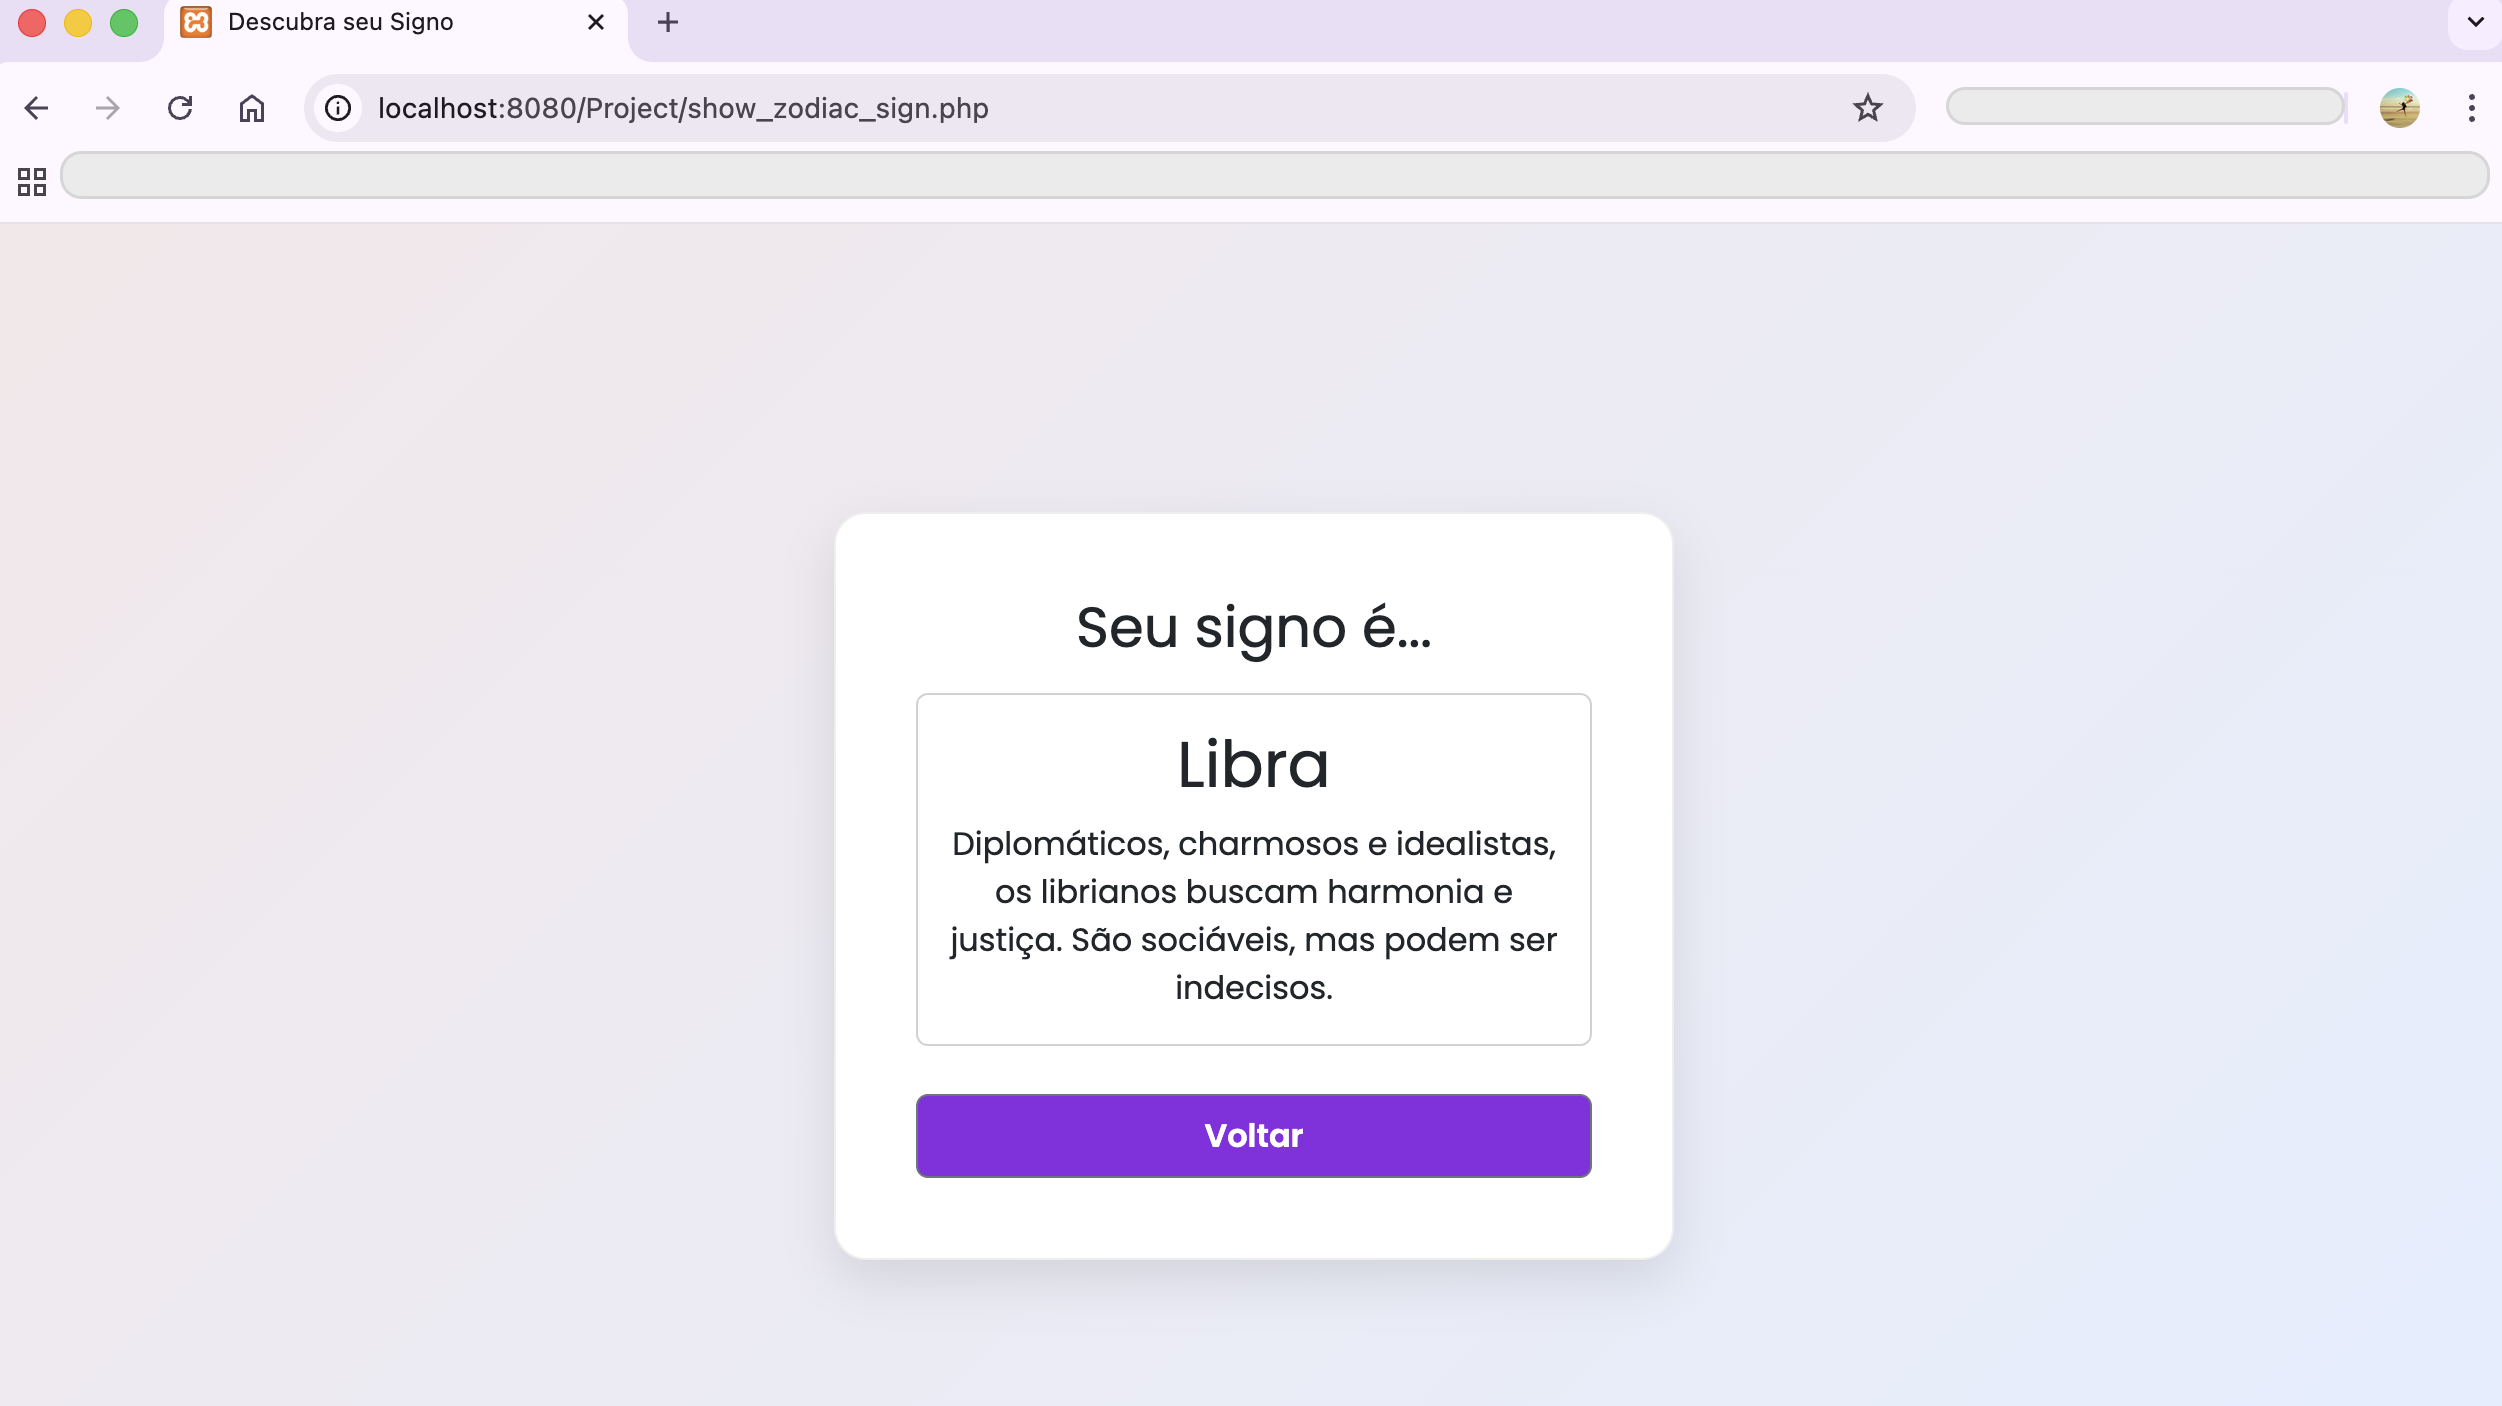 Descubra seu Signo
localhost:8080/Project/show_zodiac_sign.php
Seu signo é...
Libra
Diplomáticos, charmosos e idealistas,
os librianos buscam harmonia e
justiça. São sociáveis, mas podem ser
indecisos.
Voltar